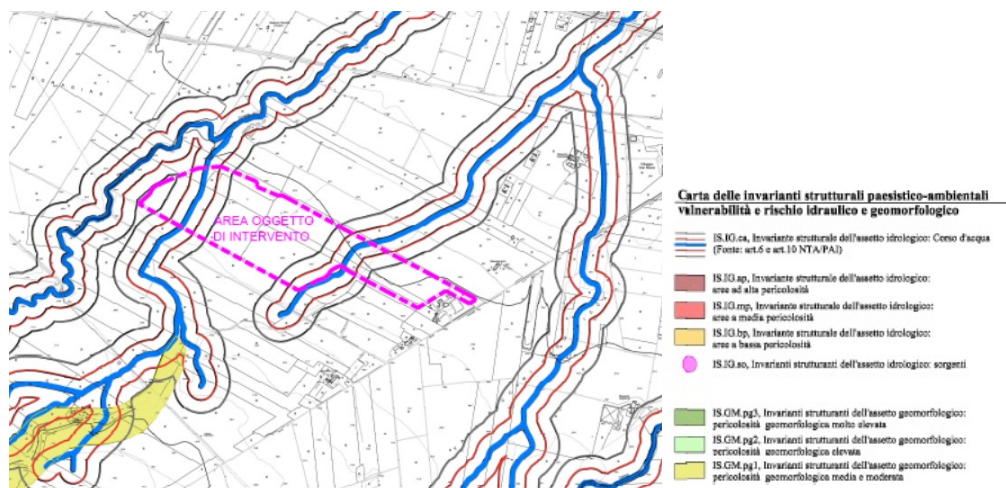 AREA OGGETTO
DI INTERVENTO
Carta delle invarianti strutturali paesistico-ambientali
vulnerabilità e rischio idraulico e geomorfologico
IS.IG.ca, Invariante strutturale dell'assetto idrologico: Corso d'acqua
(Fonte: art.6 e art.10 NTA/PAI)
IS.IG.ap, Invariante strutturale dell'assetto idrologico:
aree ad alta pericolosità
IS.IG.mp, Invariante strutturale dell'assetto idrologico:
aree a media pericolosità
IS.IG.bp, Invariante strutturale dell'assetto idrologico:
aree a bassa pericolosità
IS.IG.so, Invarianti strutturanti dell'assetto idrologico: sorgenti
IS.GM.pg3, Invarianti strutturanti dell'assetto geomorfologico:
pericolosità geomorfologica molto elevata
IS.GM.pg2, Invarianti strutturanti dell'assetto geomorfologico:
pericolosità geomorfologica elevata
IS.GM.pg1, Invarianti strutturanti dell'assetto geomorfologico:
pericolosità geomorfologica media e moderata